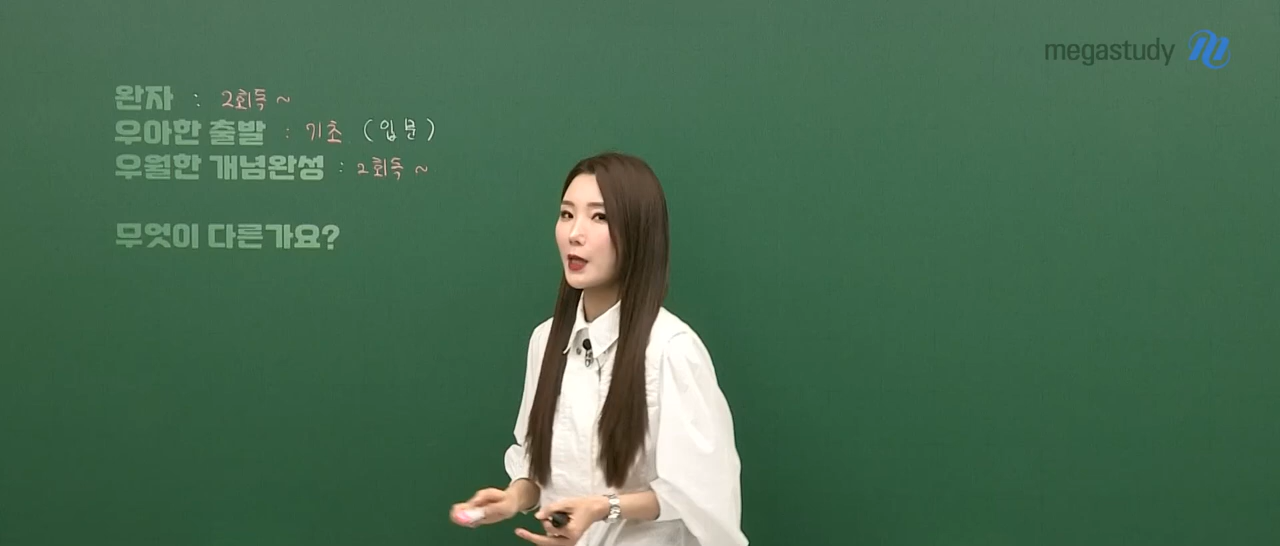 megastudy
완자 : 2회독 ~
우아한 출발 : 기초 (입문)
우월한 개념완성 : 2회독 ~
무엇이 다른가요?